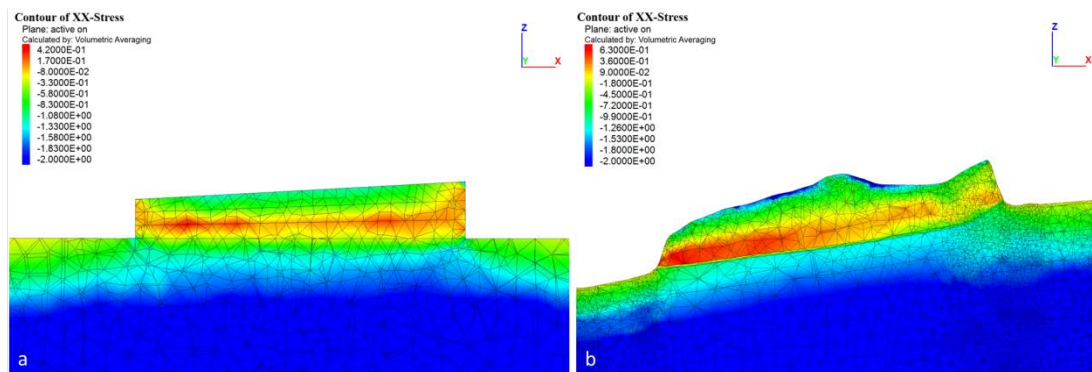 Contour of XX-Stress
Plane: active on
Calculated by: Volumetric Averaging
4.2000E-01
1.7000E-01
-8.0000E-02
-3.3000E-01
-5.8000E-01
-8.3000E-01
-1.0800E+00
-1.3300E+00
-1.5800E+00
-2.0000E+00
Z
Y X
a
Contour of XX-Stress
Plane: active on
Calculated by: Volumetric Averaging
6.3000E-01
3.6000E-01
9.0000E-02
-1.8000E-01
-4.5000E-01
-7.2000E-01
-9.9000E-01
-1.2600E+00
-1.5300E+00
-1.8000E+00
-2.0000E+00
Z
Y X
b